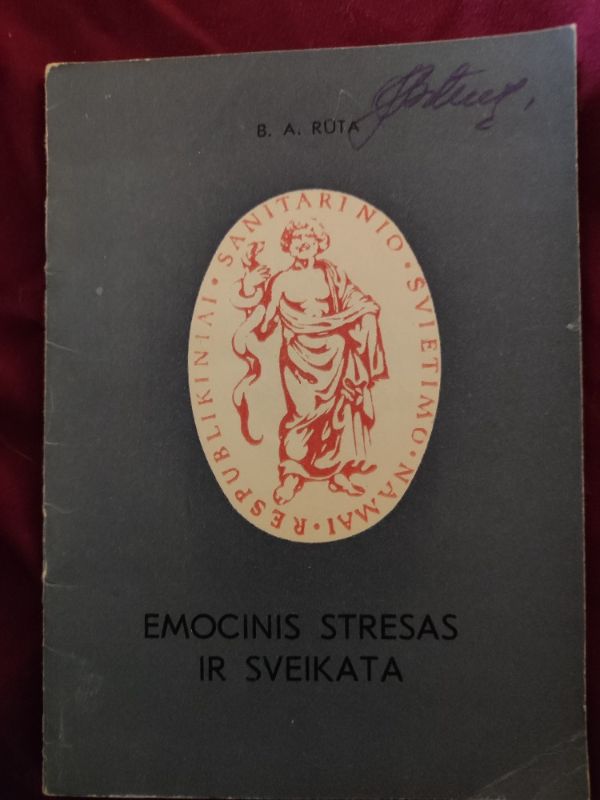 B. A. RŪTA
RESPUBLIKINIAI · SANITARINIO · ŠVIETIMO · NAMAI ·
EMOCINIS STRESAS
IR SVEIKATA